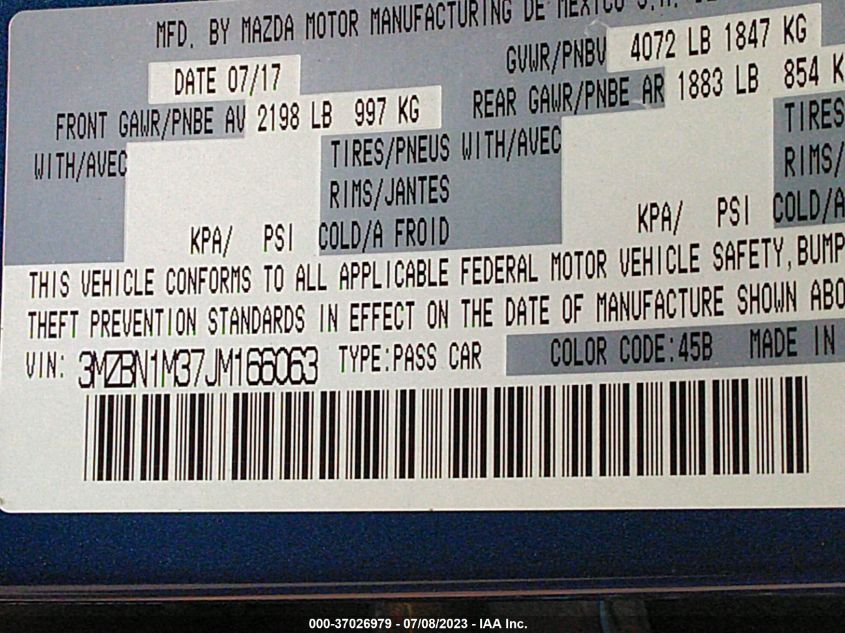 MFD. BY MAZDA MOTOR MANUFACTURING DE MEXICO S.A.
DATE 07/17 GVWR/PNBV 4072 LB 1847 KG
FRONT GAWR/PNBE AV 2198 LB 997 KG REAR GAWR/PNBE AR 1883 LB 854 K
WITH/AVEC TIRES/PNEUS WITH/AVEC TIRES
RIMS/JANTES RIMS/
KPA/ PSI COLD/A FROID KPA/ PSI COLD/A
THIS VEHICLE CONFORMS TO ALL APPLICABLE FEDERAL MOTOR VEHICLE SAFETY, BUMP
THEFT PREVENTION STANDARDS IN EFFECT ON THE DATE OF MANUFACTURE SHOWN ABO
VIN: 3MZBN1M37JM166063 TYPE:PASS CAR COLOR CODE:45B MADE IN
000-37026979 - 07/08/2023 - IAA Inc.